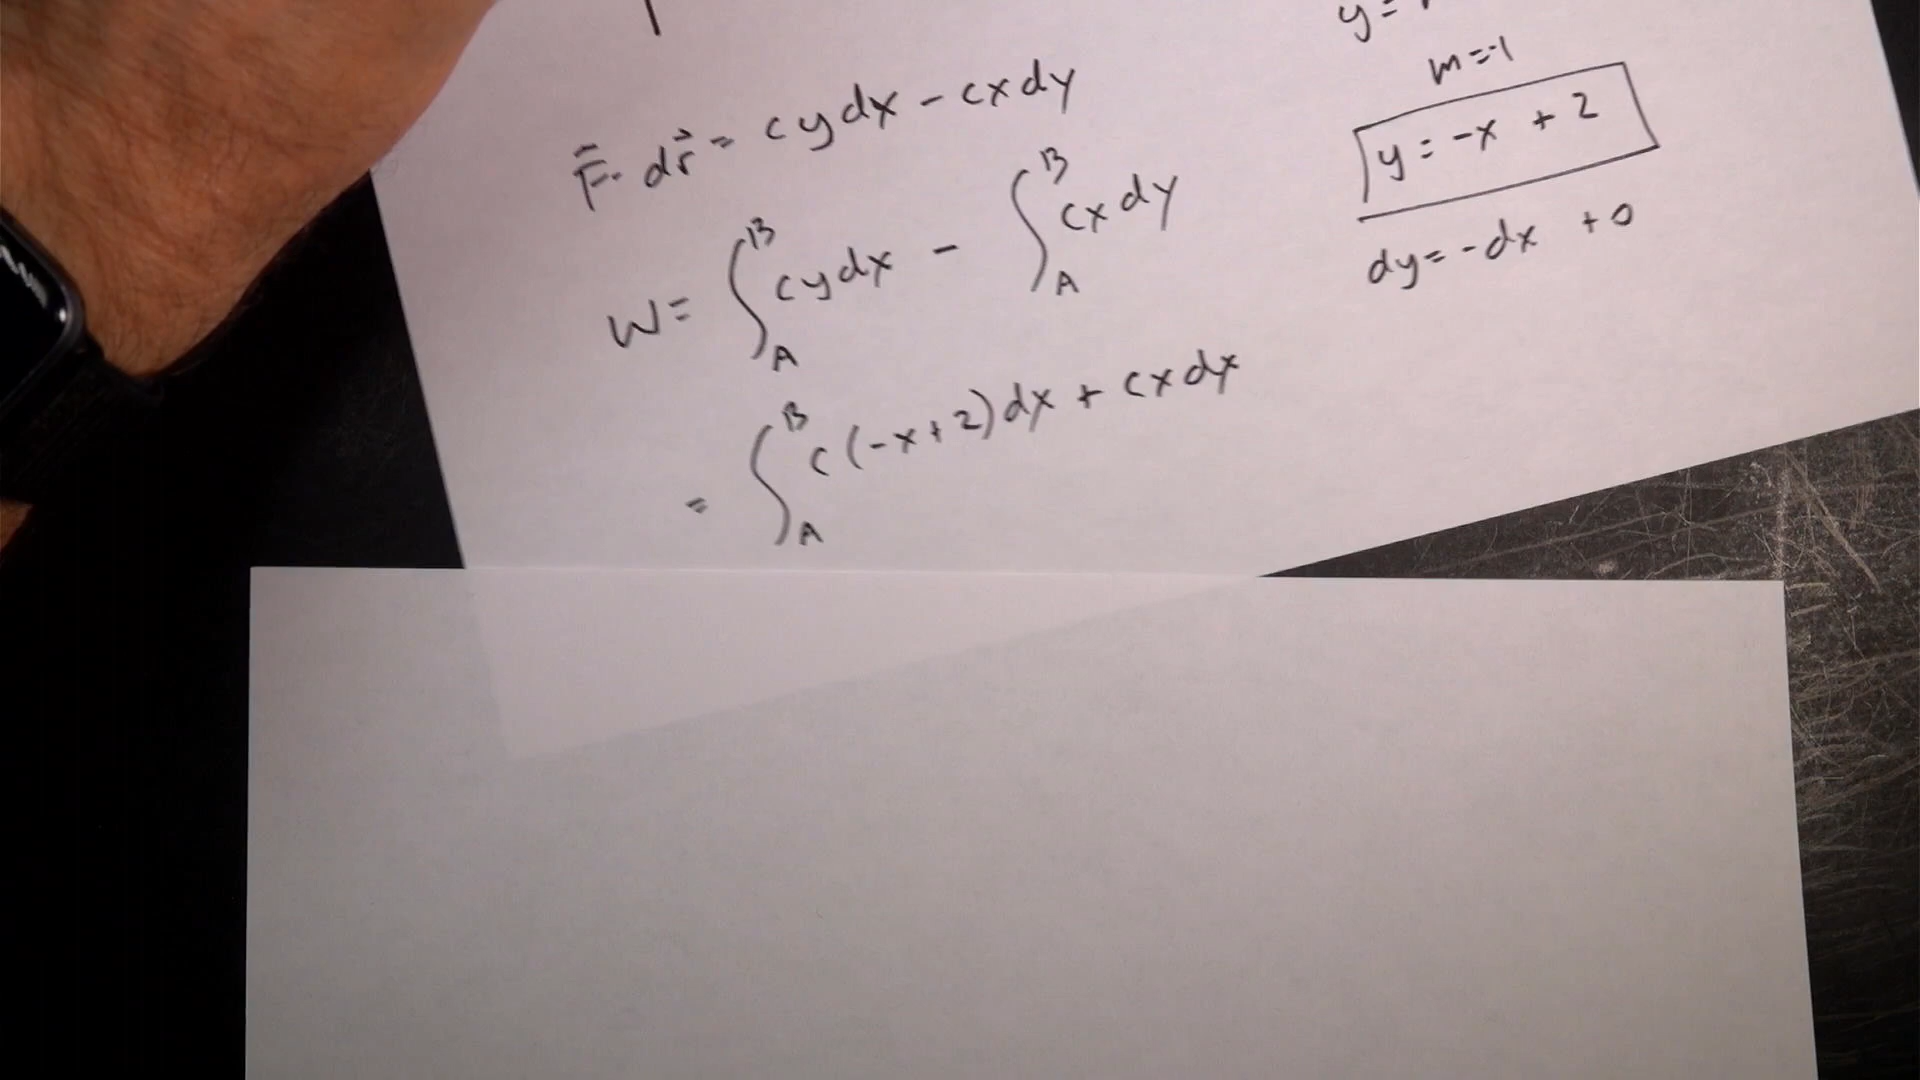 F⃗· dr⃗ = cydx - cxdy
W = ∫_A^B cydx - ∫_A^B cxdy
= ∫_A^B c(-x+2)dx + cxdx
y =
m=-1
y = -x + 2
dy = -dx + 0